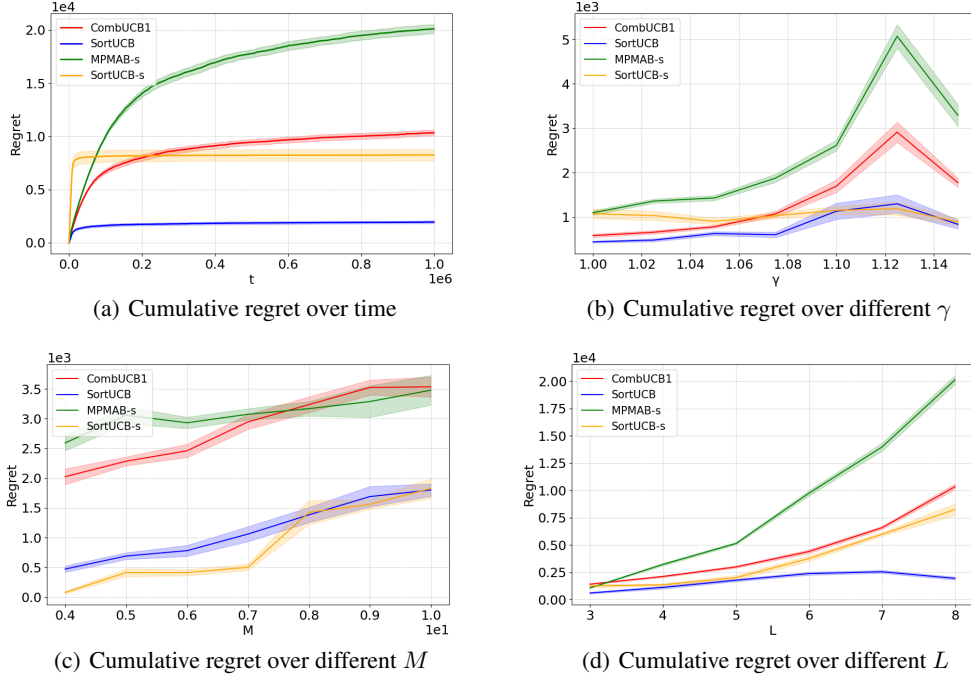 1e4
CombUCB1
SortUCB
MPMAB-s
SortUCB-s
2.0
1.5
1.0
0.5
0.0
Regret
0.0 0.2 0.4 0.6 0.8 1.0
1e6
t
(a) Cumulative regret over time
1e3
CombUCB1
SortUCB
MPMAB-s
SortUCB-s
5
4
3
2
1
Regret
1.00 1.02 1.04 1.06 1.08 1.10 1.12 1.14
γ
(b) Cumulative regret over different γ
1e3
CombUCB1
SortUCB
MPMAB-s
SortUCB-s
3.5
3.0
2.5
2.0
1.5
1.0
0.5
0.0
Regret
0.4 0.5 0.6 0.7 0.8 0.9 1.0
1e1
M
(c) Cumulative regret over different M
1e4
CombUCB1
SortUCB
MPMAB-s
SortUCB-s
2.00
1.75
1.50
1.25
1.00
0.75
0.50
0.25
0.00
Regret
3 4 5 6 7 8
L
(d) Cumulative regret over different L